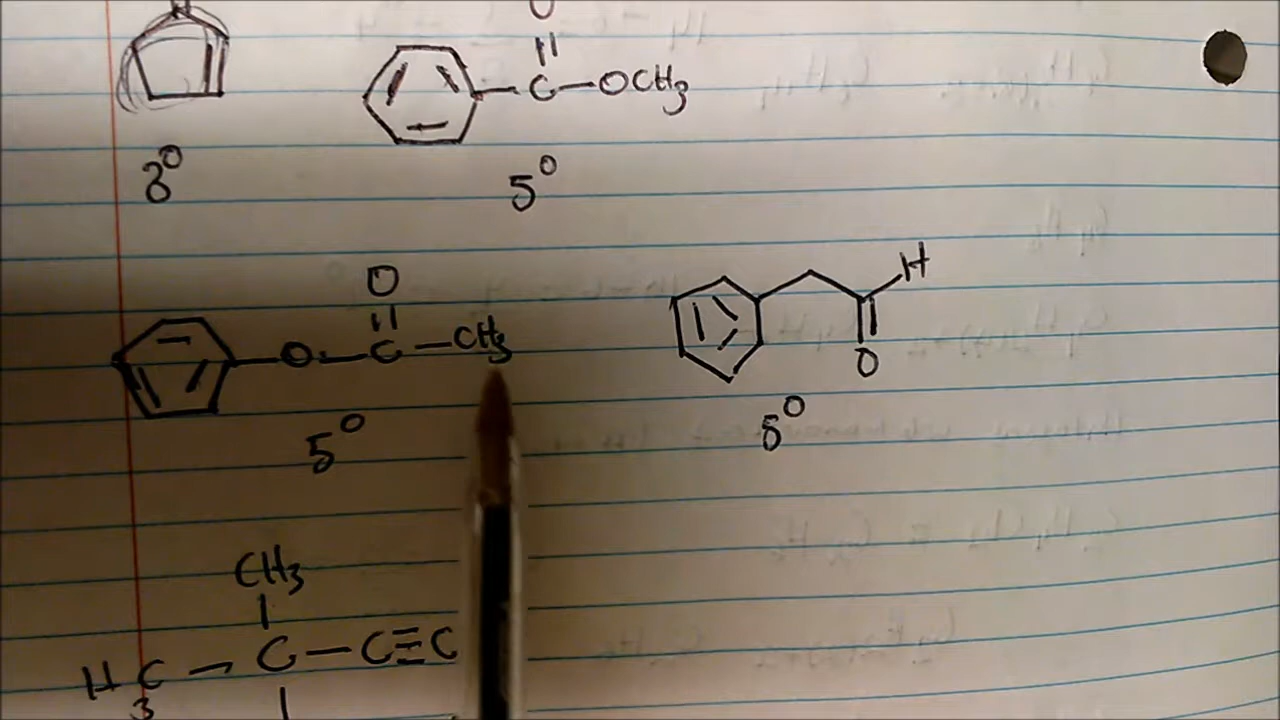 O
C—OCH3
3° 5°
O
O—C—CH3
H
O
5° 5°
CH3
H3C—C—C≡C